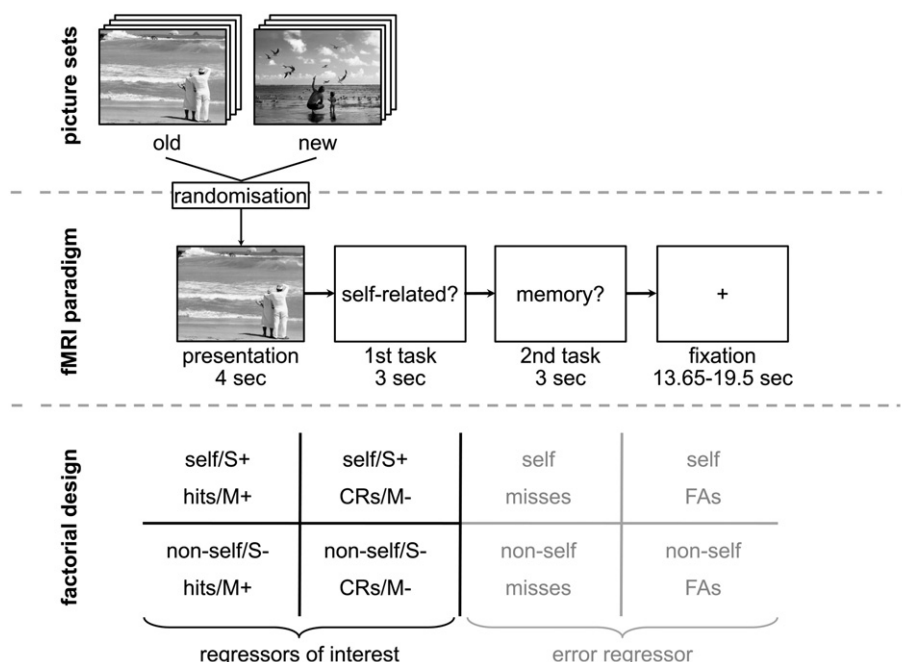 picture sets
old
new
randomisation
fMRI paradigm
self-related?
memory?
+
presentation
4 sec
1st task
3 sec
2nd task
3 sec
fixation
13.65-19.5 sec
factorial design
self/S+
hits/M+
self/S+
CRs/M-
self
misses
self
FAs
non-self/S-
hits/M+
non-self/S-
CRs/M-
non-self
misses
non-self
FAs
regressors of interest
error regressor